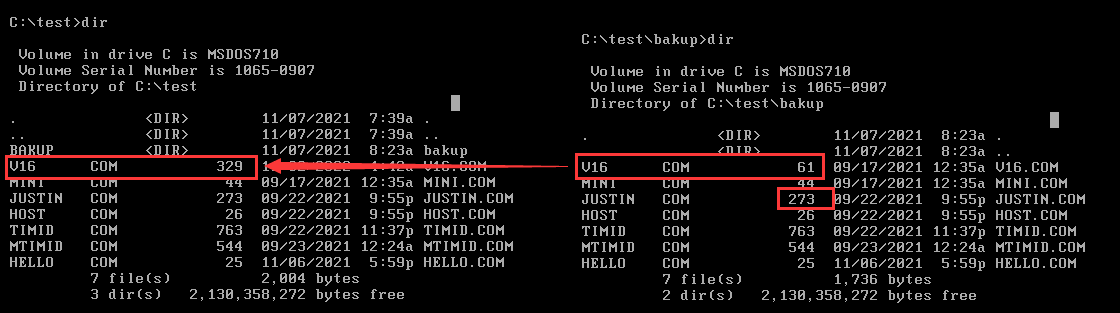 C:\test>dir
Volume in drive C is MSDOS710
Volume Serial Number is 1065-0907
Directory of C:\test
. <DIR> 11/07/2021 7:39a .
.. <DIR> 11/07/2021 7:39a ..
BAKUP <DIR> 11/07/2021 8:23a bakup
V16 COM 329 V16.COM
MINI COM 44 09/17/2021 12:35a MINI.COM
JUSTIN COM 273 09/22/2021 9:55p JUSTIN.COM
HOST COM 26 09/22/2021 9:55p HOST.COM
TIMID COM 763 09/22/2021 11:37p TIMID.COM
MTIMID COM 544 09/23/2021 12:24a MTIMID.COM
HELLO COM 25 11/06/2021 5:59p HELLO.COM
7 file(s) 2,004 bytes
3 dir(s) 2,130,358,272 bytes free
C:\test\bakup>dir
Volume in drive C is MSDOS710
Volume Serial Number is 1065-0907
Directory of C:\test\bakup
. <DIR> 11/07/2021 8:23a .
.. <DIR> 11/07/2021 8:23a ..
V16 COM 61 09/17/2021 12:35a V16.COM
MINI COM 44 09/17/2021 12:35a MINI.COM
JUSTIN COM 273 09/22/2021 9:55p JUSTIN.COM
HOST COM 26 09/22/2021 9:55p HOST.COM
TIMID COM 763 09/22/2021 11:37p TIMID.COM
MTIMID COM 544 09/23/2021 12:24a MTIMID.COM
HELLO COM 25 11/06/2021 5:59p HELLO.COM
7 file(s) 1,736 bytes
2 dir(s) 2,130,358,272 bytes free